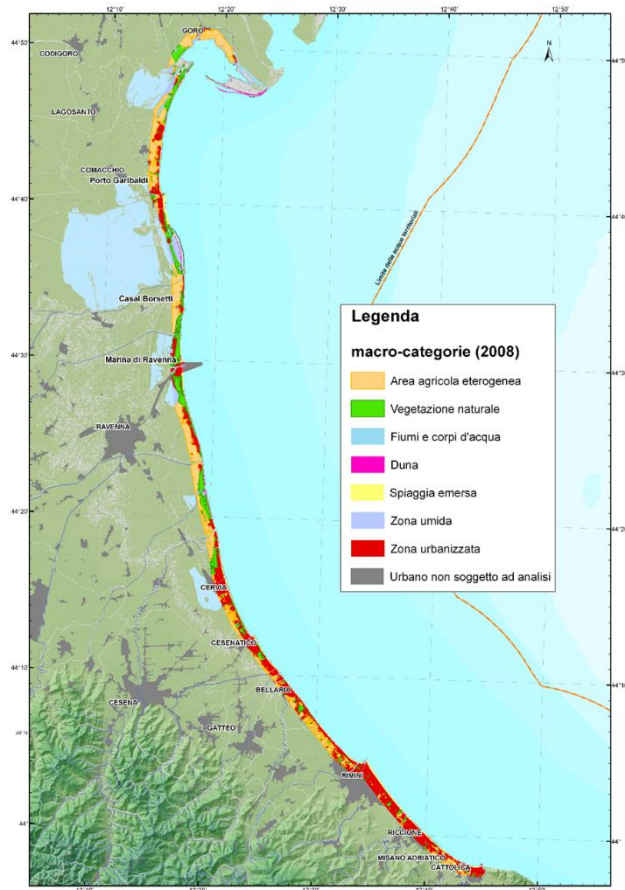 12°10'
12°20'
12°30'
12°40'
12°50'
44°50'
GORO
CODIGORO
N
LAGOSANTO
COMACCHIO
Porto Garibaldi
44°40'
44°40'
Limite delle acque territoriali
Casal Borsetti
Legenda
macro-categorie (2008)
Area agricola eterogenea
Vegetazione naturale
Fiumi e corpi d'acqua
Duna
Spiaggia emersa
Zona umida
Zona urbanizzata
Urbano non soggetto ad analisi
44°30'
Marina di Ravenna
RAVENNA
44°20'
CERVIA
CESENATICO
44°10'
BELLARIA
CESENA
GATTEO
RIMINI
RICCIONE
MISANO ADRIATICO
CATTOLICA